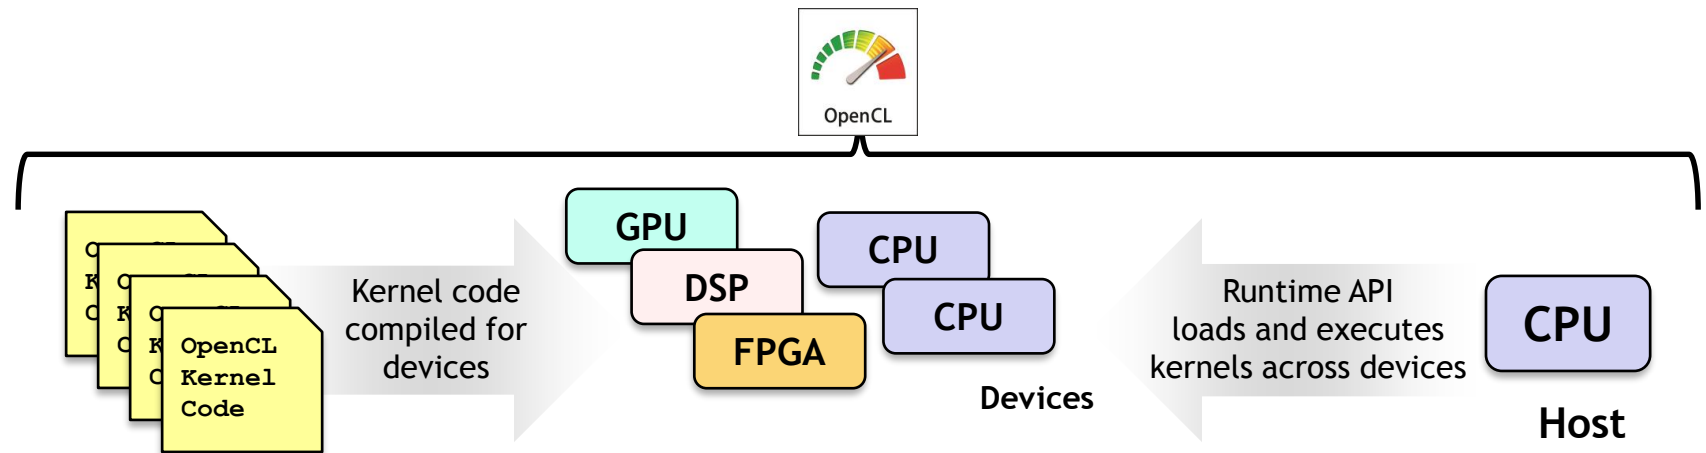 OpenCL
OpenCL
Kernel
Code
Kernel code
compiled for
devices
GPU
DSP
FPGA
CPU
CPU
Devices
Runtime API
loads and executes
kernels across devices
CPU
Host